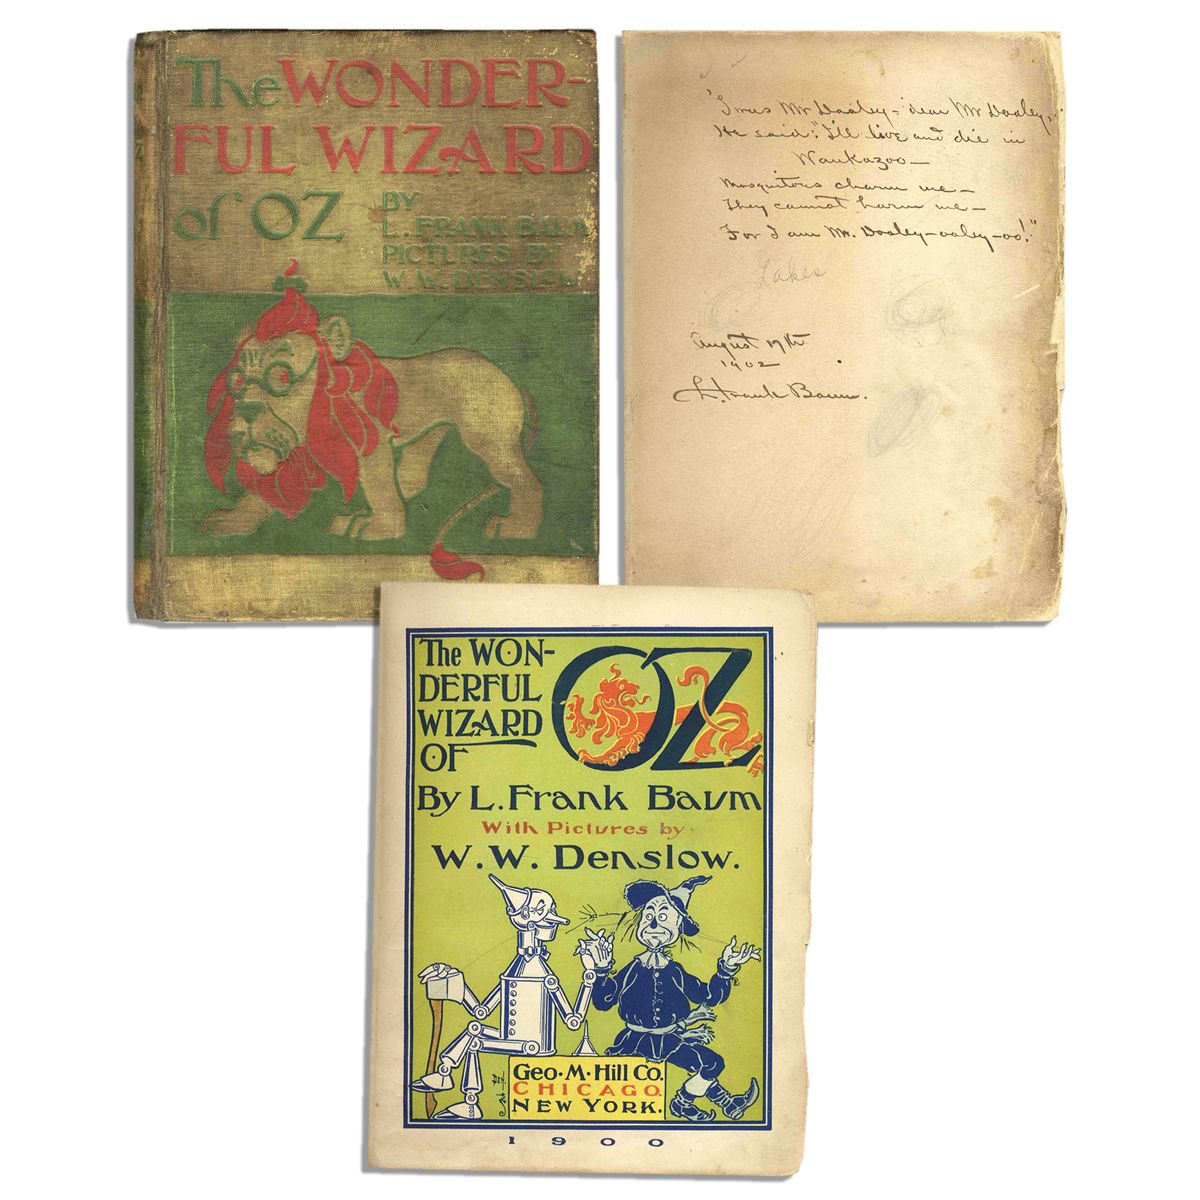 The WONDER-
FUL WIZARD
of OZ
BY
L. FRANK BAUM
PICTURES BY
W. W. DENSLOW
'Twas Mr Dooley – dear Mr Dooley,
He said: "I'll live and die in
Waukazoo –
Mosquitoes charm me –
They cannot harm me –
For I am Mr. Dooley-ooley-oo!"
Lakes
August 17th
1902
L. Frank Baum.
The WON-
DERFUL
WIZARD
OF OZ
By L. Frank Baum
With Pictures by
W. W. Denslow.
Geo. M. Hill Co.
CHICAGO.
NEW YORK.
1900